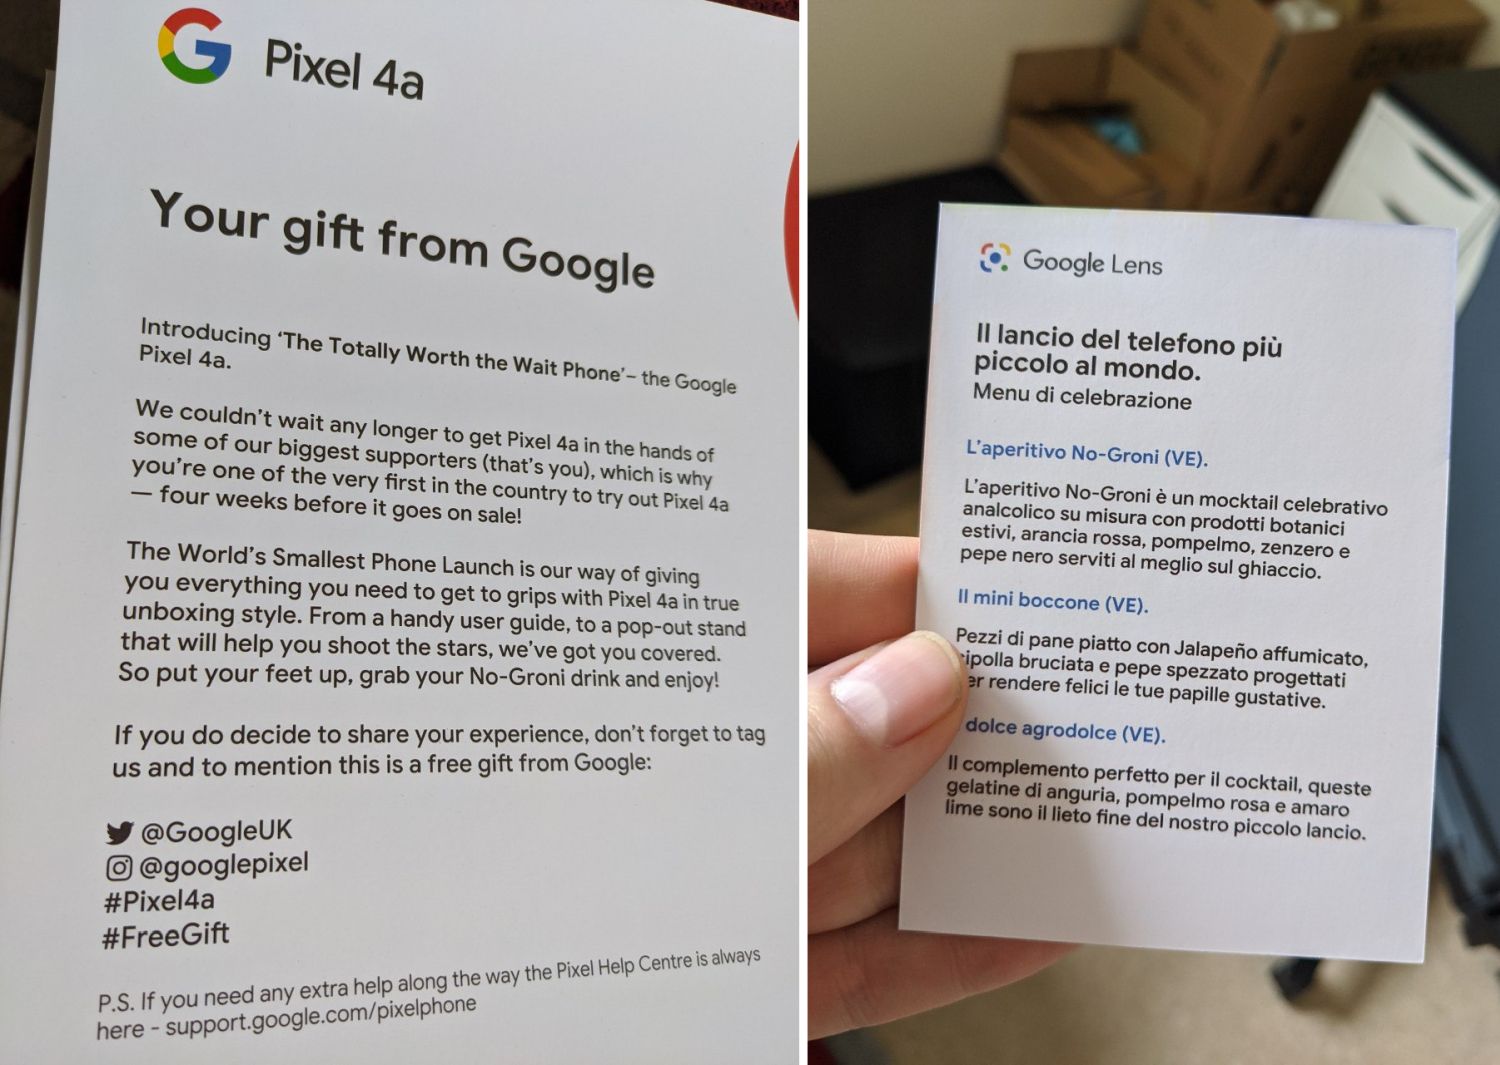 Pixel 4a
Your gift from Google
Introducing ‘The Totally Worth the Wait Phone’– the Google
Pixel 4a.
We couldn’t wait any longer to get Pixel 4a in the hands of
some of our biggest supporters (that’s you), which is why
you’re one of the very first in the country to try out Pixel 4a
— four weeks before it goes on sale!
The World’s Smallest Phone Launch is our way of giving
you everything you need to get to grips with Pixel 4a in true
unboxing style. From a handy user guide, to a pop-out stand
that will help you shoot the stars, we’ve got you covered.
So put your feet up, grab your No-Groni drink and enjoy!
If you do decide to share your experience, don’t forget to tag
us and to mention this is a free gift from Google:
@GoogleUK
@googlepixel
#Pixel4a
#FreeGift
P.S. If you need any extra help along the way the Pixel Help Centre is always
here - support.google.com/pixelphone
Google Lens
Il lancio del telefono più
piccolo al mondo.
Menu di celebrazione
L’aperitivo No-Groni (VE).
L’aperitivo No-Groni è un mocktail celebrativo
analcolico su misura con prodotti botanici
estivi, arancia rossa, pompelmo, zenzero e
pepe nero serviti al meglio sul ghiaccio.
Il mini boccone (VE).
Pezzi di pane piatto con Jalapeño affumicato,
bruciata e pepe spezzato progettati
rendere felici le tue papille gustative.
dolce agrodolce (VE).
Il complemento perfetto per il cocktail, queste
gelatine di anguria, pompelmo rosa e amaro
lime sono il lieto fine del nostro piccolo lancio.